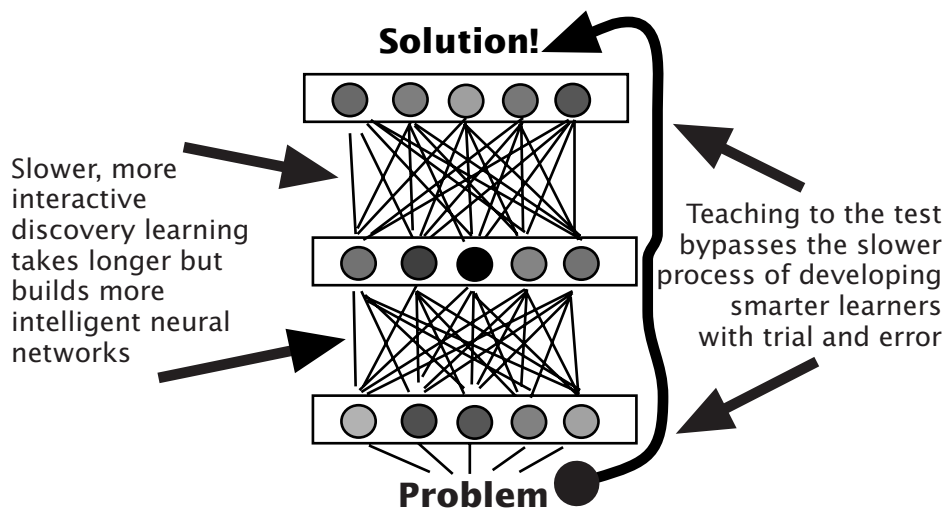 Solution!
Slower, more
interactive
discovery learning
takes longer but
builds more
intelligent neural
networks
Teaching to the test
bypasses the slower
process of developing
smarter learners
with trial and error
Problem